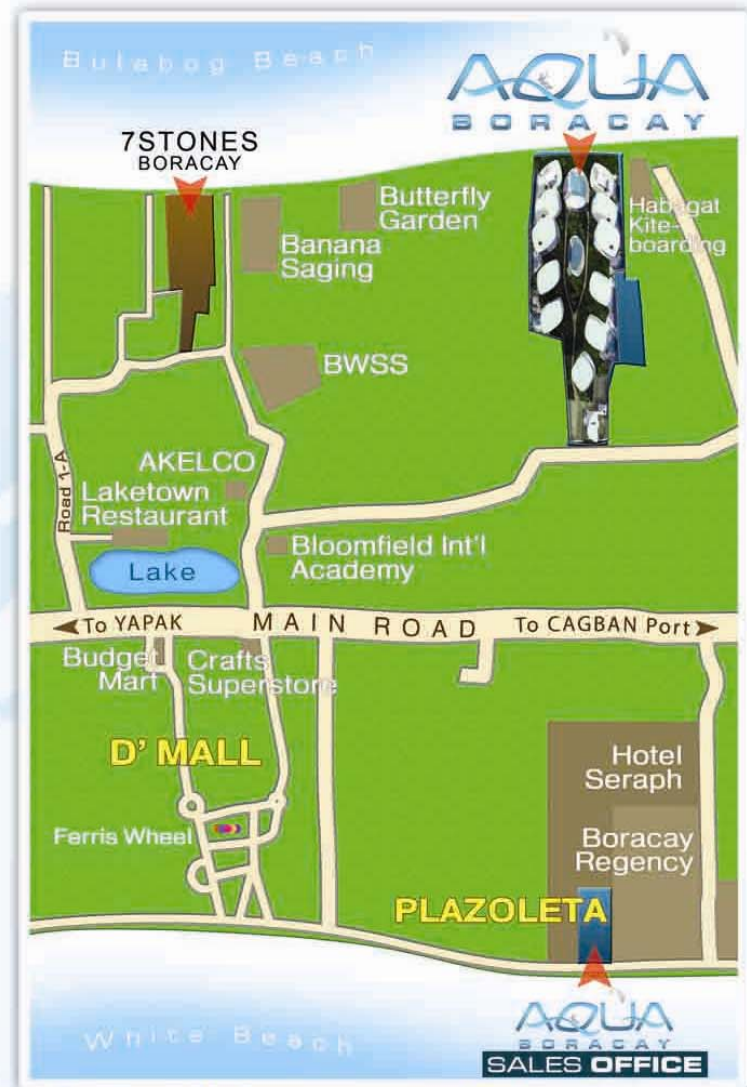 Bulabog Beach
AQUA
BORACAY
7STONES
BORACAY
Butterfly
Garden
Banana
Saging
Habagat
Kite-
boarding
BWSS
AKELCO
Laketown
Restaurant
Road 1-A
Bloomfield Int'l
Academy
Lake
To YAPAK
MAIN ROAD
To CAGBAN Port
Budget
Mart
Crafts
Superstore
D' MALL
Hotel
Seraph
Ferris Wheel
Boracay
Regency
PLAZOLETA
AQUA
BORACAY
SALES OFFICE
White Beach